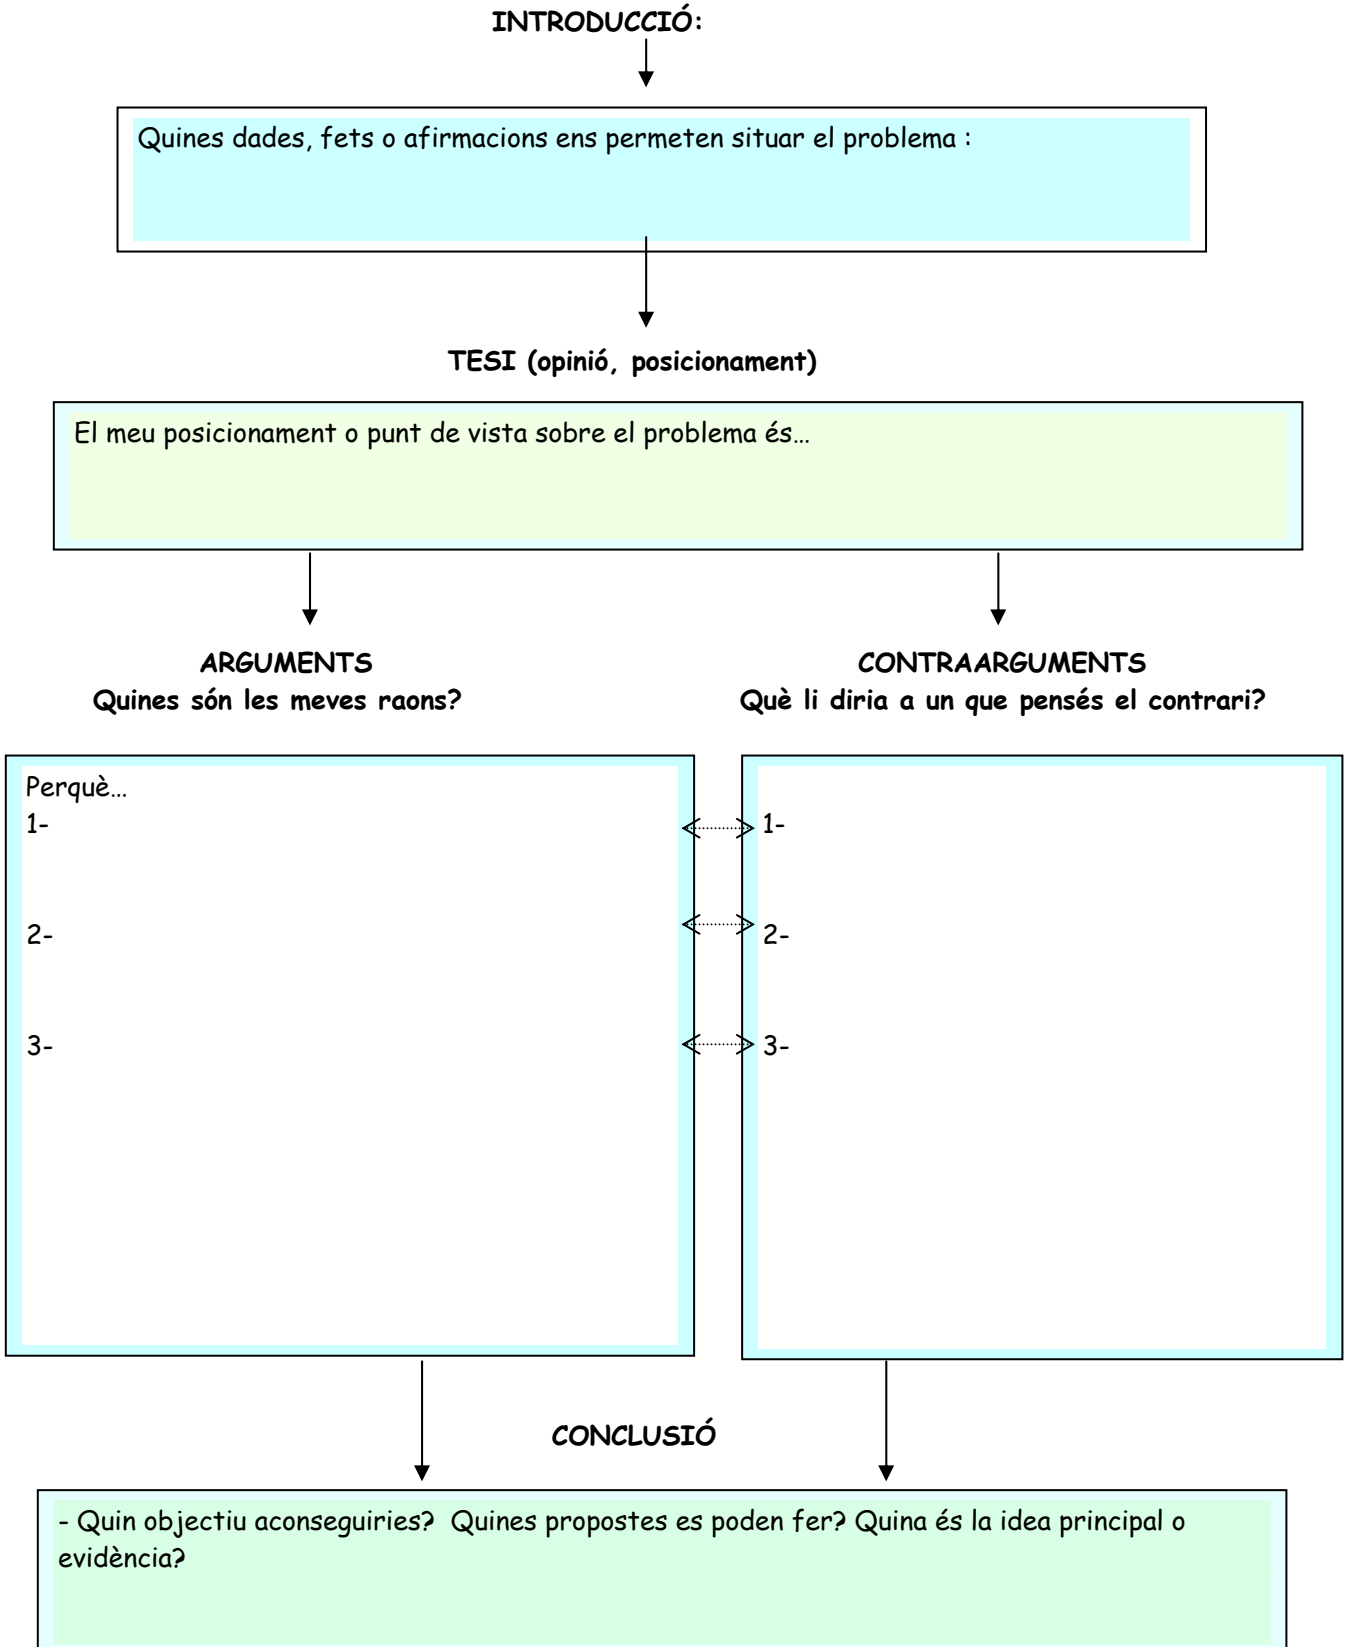 INTRODUCCIÓ:
Quines dades, fets o afirmacions ens permeten situar el problema :
TESI (opinió, posicionament)
El meu posicionament o punt de vista sobre el problema és…
ARGUMENTS
Quines són les meves raons?
CONTRAARGUMENTS
Què li diria a un que pensés el contrari?
Perquè…
1-
2-
3-
1-
2-
3-
CONCLUSIÓ
- Quin objectiu aconseguiries?  Quines propostes es poden fer? Quina és la idea principal o
evidència?